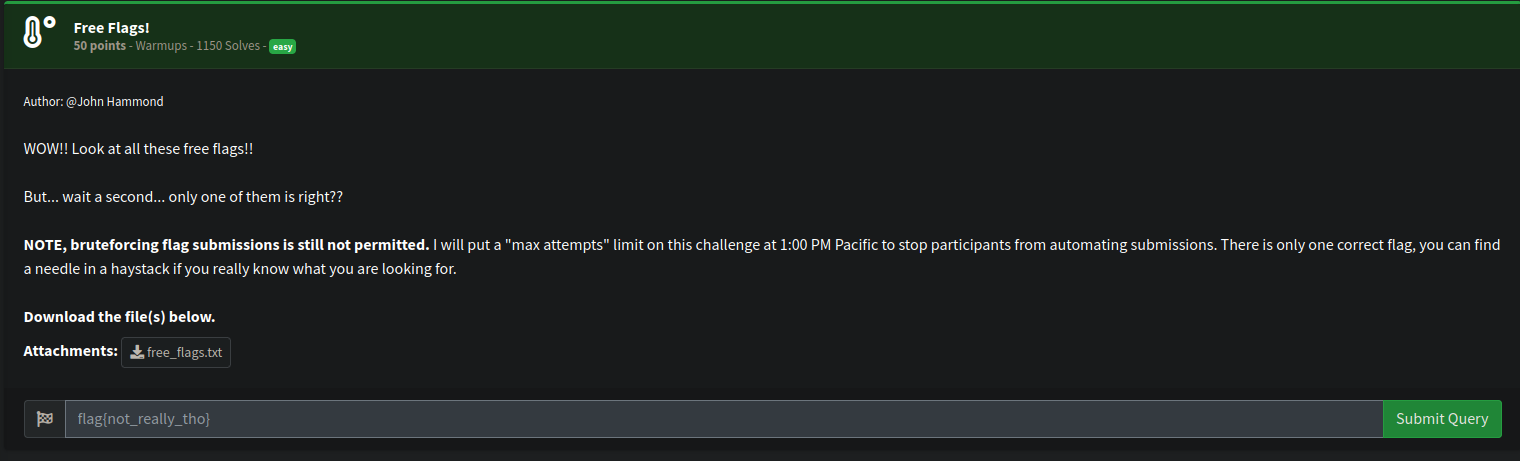 Free Flags!
50 points - Warmups - 1150 Solves - easy
Author: @John Hammond
WOW!! Look at all these free flags!!
But... wait a second... only one of them is right??
NOTE, bruteforcing flag submissions is still not permitted. I will put a "max attempts" limit on this challenge at 1:00 PM Pacific to stop participants from automating submissions. There is only one correct flag, you can find
a needle in a haystack if you really know what you are looking for.
Download the file(s) below.
Attachments: free_flags.txt
flag{not_really_tho} Submit Query